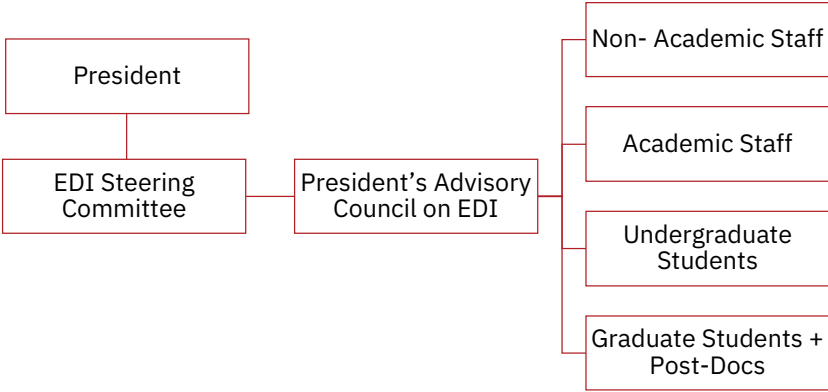 President
EDI Steering
Committee
President’s Advisory
Council on EDI
Non- Academic Staff
Academic Staff
Undergraduate
Students
Graduate Students +
Post-Docs